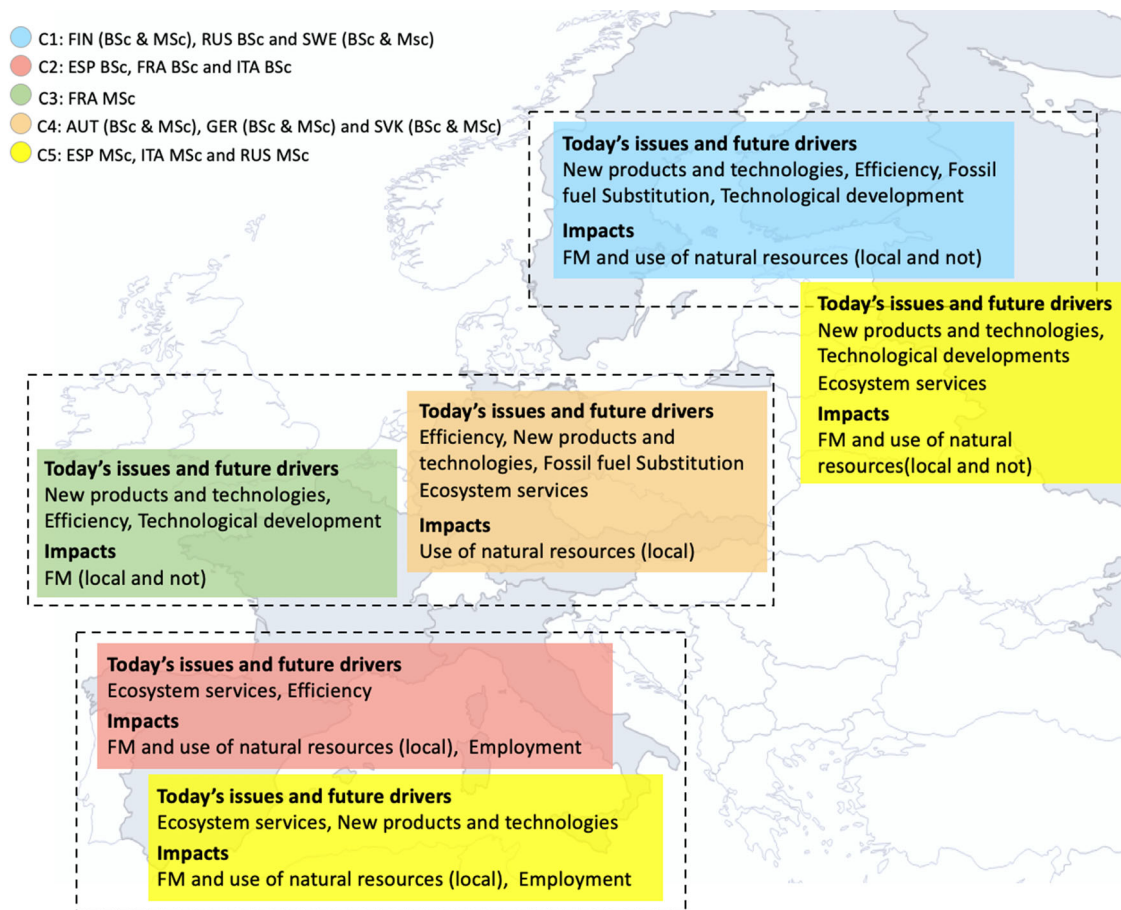 C1: FIN (BSc & MSc), RUS BSc and SWE (BSc & Msc)
C2: ESP BSc, FRA BSc and ITA BSc
C3: FRA MSc
C4: AUT (BSc & MSc), GER (BSc & MSc) and SVK (BSc & MSc)
C5: ESP MSc, ITA MSc and RUS MSc
Today's issues and future drivers
New products and technologies, Efficiency, Fossil
fuel Substitution, Technological development
Impacts
FM and use of natural resources (local and not)
Today's issues and future drivers
New products and technologies,
Technological developments
Ecosystem services
Impacts
FM and use of natural
resources(local and not)
Today's issues and future drivers
Efficiency, New products and
technologies, Fossil fuel Substitution
Ecosystem services
Impacts
Use of natural resources (local)
Today's issues and future drivers
New products and technologies,
Efficiency, Technological development
Impacts
FM (local and not)
Today's issues and future drivers
Ecosystem services, Efficiency
Impacts
FM and use of natural resources (local), Employment
Today's issues and future drivers
Ecosystem services, New products and technologies
Impacts
FM and use of natural resources (local), Employment